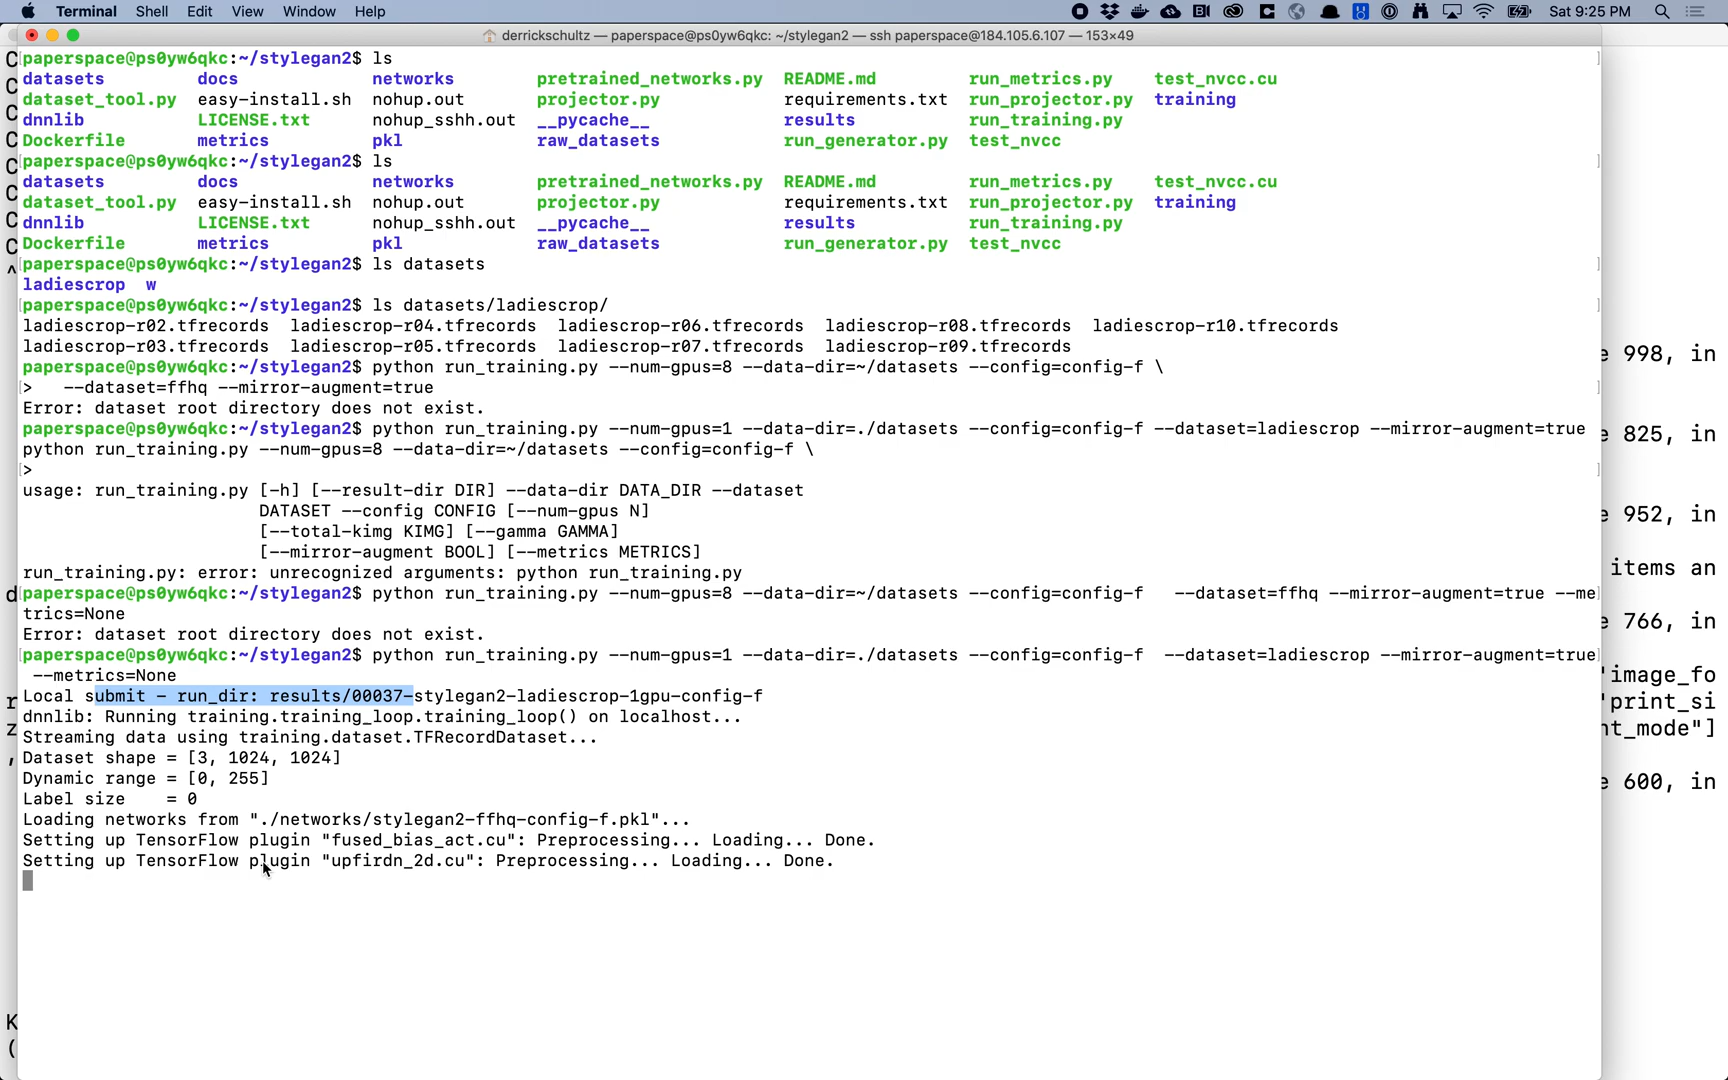 Terminal Shell Edit View Window Help Sat 9:25 PM
derrickschultz — paperspace@ps0yw6qkc: ~/stylegan2 — ssh paperspace@184.105.6.107 — 153×49
paperspace@ps0yw6qkc:~/stylegan2$ ls
datasets docs networks pretrained_networks.py README.md run_metrics.py test_nvcc.cu
dataset_tool.py easy-install.sh nohup.out projector.py requirements.txt run_projector.py training
dnnlib LICENSE.txt nohup_sshh.out __pycache__ results run_training.py
Dockerfile metrics pkl raw_datasets run_generator.py test_nvcc
paperspace@ps0yw6qkc:~/stylegan2$ ls
datasets docs networks pretrained_networks.py README.md run_metrics.py test_nvcc.cu
dataset_tool.py easy-install.sh nohup.out projector.py requirements.txt run_projector.py training
dnnlib LICENSE.txt nohup_sshh.out __pycache__ results run_training.py
Dockerfile metrics pkl raw_datasets run_generator.py test_nvcc
paperspace@ps0yw6qkc:~/stylegan2$ ls datasets
ladiescrop w
paperspace@ps0yw6qkc:~/stylegan2$ ls datasets/ladiescrop/
ladiescrop-r02.tfrecords ladiescrop-r04.tfrecords ladiescrop-r06.tfrecords ladiescrop-r08.tfrecords ladiescrop-r10.tfrecords
ladiescrop-r03.tfrecords ladiescrop-r05.tfrecords ladiescrop-r07.tfrecords ladiescrop-r09.tfrecords
paperspace@ps0yw6qkc:~/stylegan2$ python run_training.py --num-gpus=8 --data-dir=~/datasets --config=config-f \
> --dataset=ffhq --mirror-augment=true
Error: dataset root directory does not exist.
paperspace@ps0yw6qkc:~/stylegan2$ python run_training.py --num-gpus=1 --data-dir=./datasets --config=config-f --dataset=ladiescrop --mirror-augment=true
python run_training.py --num-gpus=8 --data-dir=~/datasets --config=config-f \
>
usage: run_training.py [-h] [--result-dir DIR] --data-dir DATA_DIR --dataset
DATASET --config CONFIG [--num-gpus N]
[--total-kimg KIMG] [--gamma GAMMA]
[--mirror-augment BOOL] [--metrics METRICS]
run_training.py: error: unrecognized arguments: python run_training.py
paperspace@ps0yw6qkc:~/stylegan2$ python run_training.py --num-gpus=8 --data-dir=~/datasets --config=config-f --dataset=ffhq --mirror-augment=true --me
trics=None
Error: dataset root directory does not exist.
paperspace@ps0yw6qkc:~/stylegan2$ python run_training.py --num-gpus=1 --data-dir=./datasets --config=config-f --dataset=ladiescrop --mirror-augment=true
--metrics=None
Local submit - run_dir: results/00037-stylegan2-ladiescrop-1gpu-config-f
dnnlib: Running training.training_loop.training_loop() on localhost...
Streaming data using training.dataset.TFRecordDataset...
Dataset shape = [3, 1024, 1024]
Dynamic range = [0, 255]
Label size = 0
Loading networks from "./networks/stylegan2-ffhq-config-f.pkl"...
Setting up TensorFlow plugin "fused_bias_act.cu": Preprocessing... Loading... Done.
Setting up TensorFlow plugin "upfirdn_2d.cu": Preprocessing... Loading... Done.
e 998, in
e 825, in
e 952, in
items an
e 766, in
'image_fo
'print_si
nt_mode"]
e 600, in